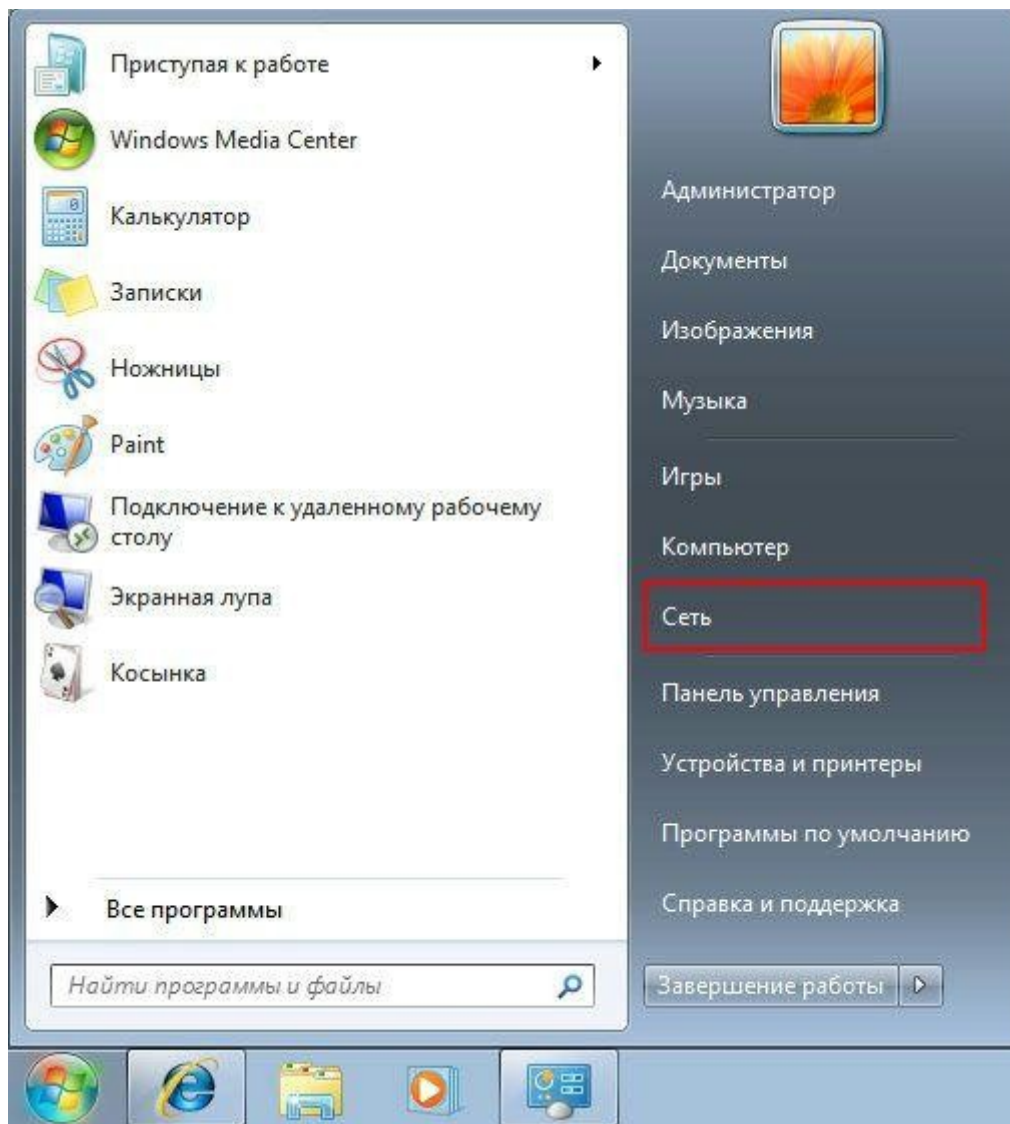 Приступая к работе
Windows Media Center
Калькулятор
Записки
Ножницы
Paint
Подключение к удаленному рабочему
столу
Экранная лупа
Косынка
Все программы
Найти программы и файлы
Администратор
Документы
Изображения
Музыка
Игры
Компьютер
Сеть
Панель управления
Устройства и принтеры
Программы по умолчанию
Справка и поддержка
Завершение работы